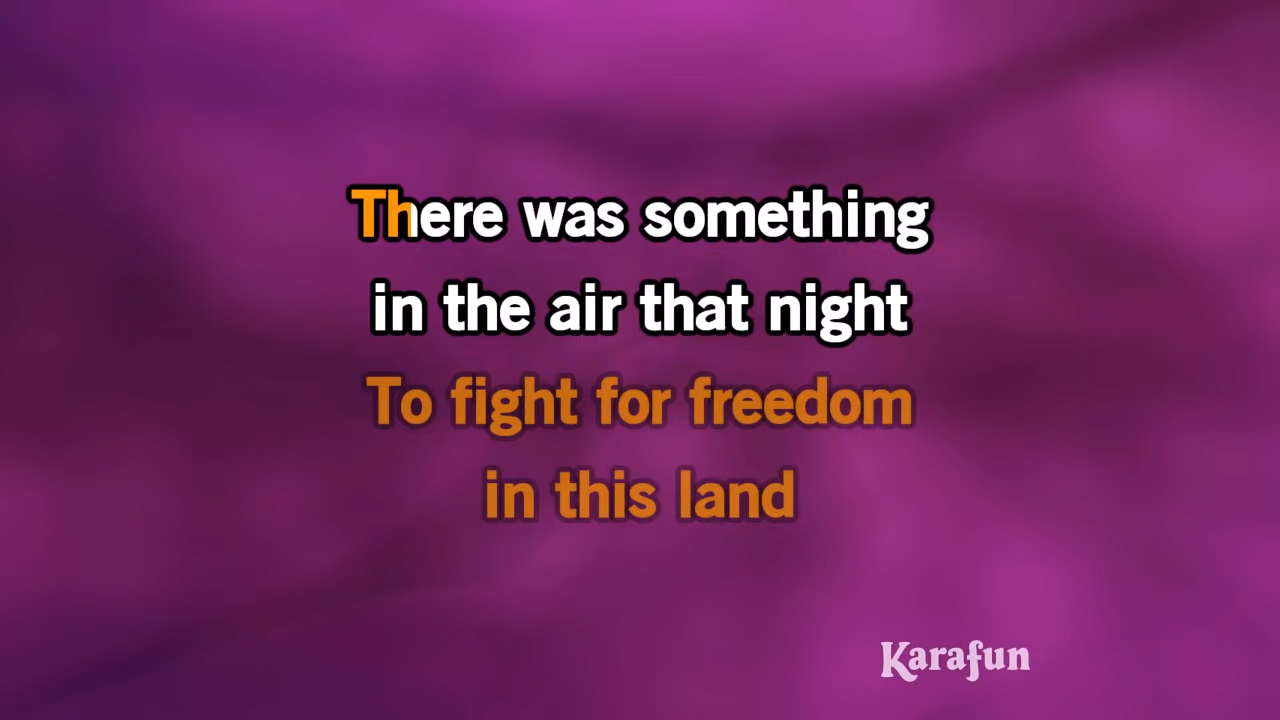 There was something
in the air that night
To fight for freedom
in this land
Karafun